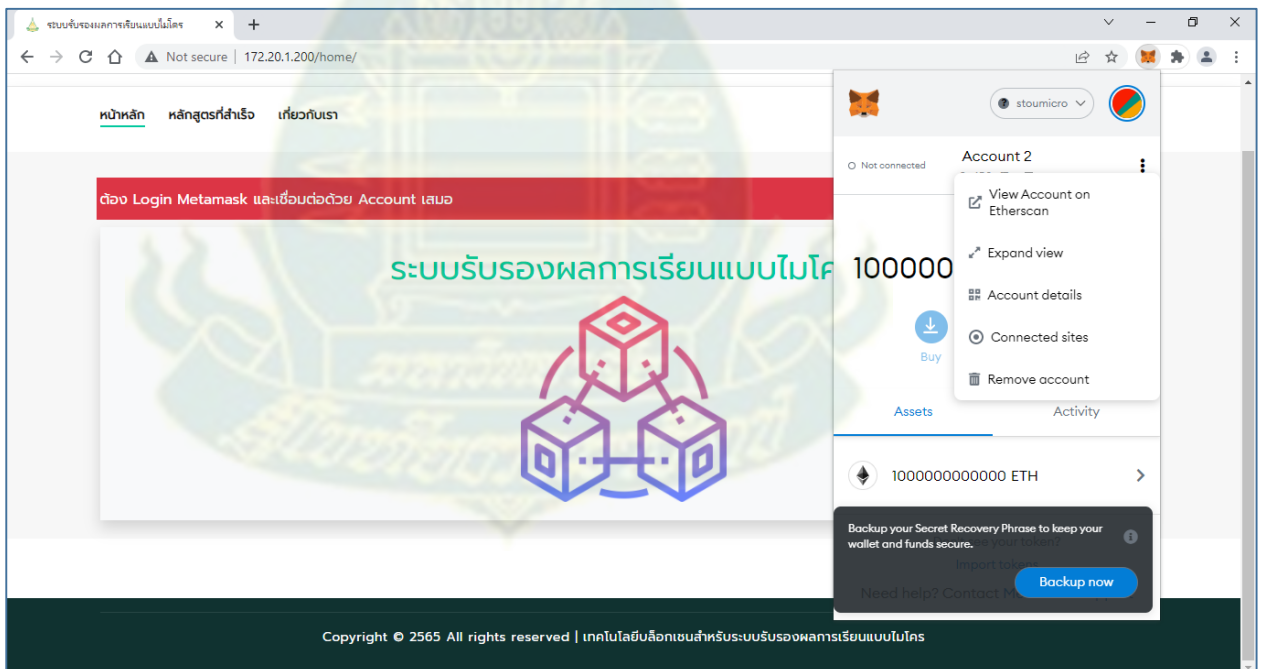 ระบบรับรองผลการเรียนแบบไมโคร
Not secure | 172.20.1.200/home/
หน้าหลัก หลักสูตรที่สำเร็จ เกี่ยวกับเรา
stoumicro
Not connected
Account 2
ต้อง Login Metamask และเชื่อมต่อด้วย Account เสมอ
View Account on
Etherscan
Expand view
Account details
Connected sites
Remove account
ระบบรับรองผลการเรียนแบบไมโค
100000
Buy
Assets Activity
1000000000000 ETH
Backup your Secret Recovery Phrase to keep your
wallet and funds secure.
your token?
Import tokens
Backup now
Need help? Contact M
Copyright © 2565 All rights reserved | เทคโนโลยีบล็อกเชนสำหรับระบบรับรองผลการเรียนแบบไมโคร